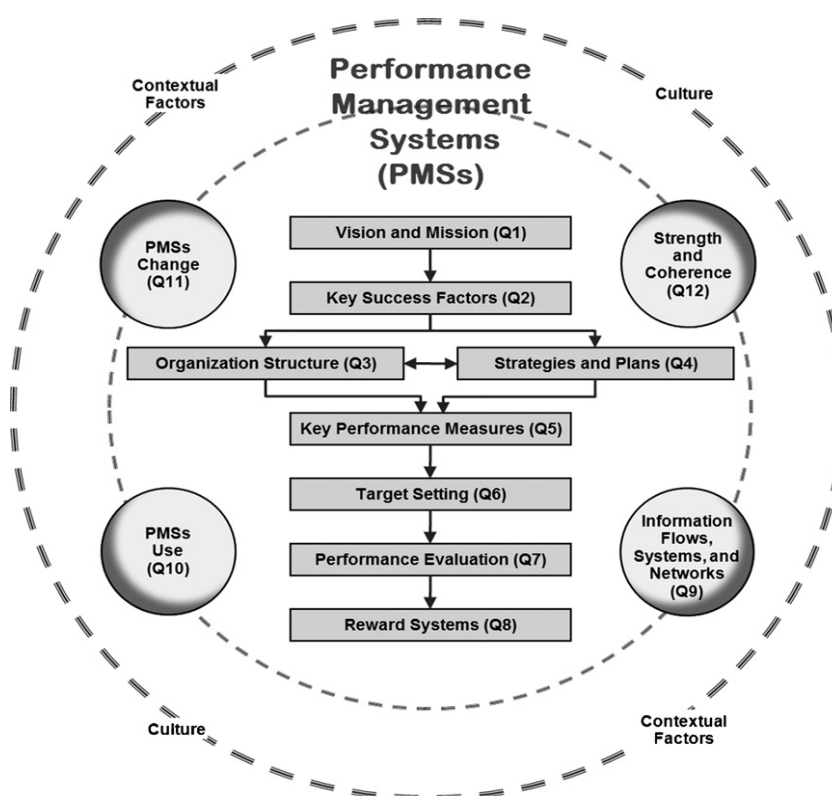 Performance
Management
Systems
(PMSs)
Contextual
Factors
Culture
PMSs
Change
(Q11)
Vision and Mission (Q1)
Strength
and
Coherence
(Q12)
Key Success Factors (Q2)
Organization Structure (Q3)
Strategies and Plans (Q4)
Key Performance Measures (Q5)
Target Setting (Q6)
PMSs
Use
(Q10)
Performance Evaluation (Q7)
Information
Flows,
Systems, and
Networks
(Q9)
Reward Systems (Q8)
Culture
Contextual
Factors